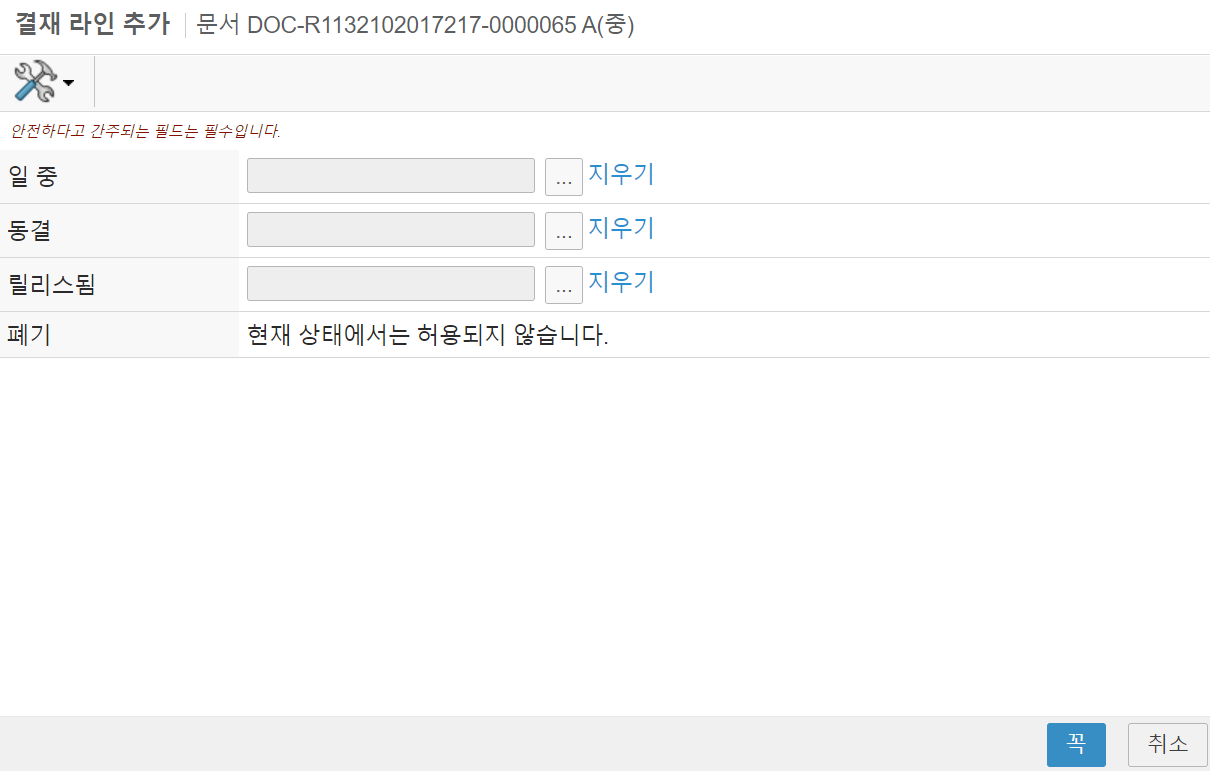 결재 라인 추가 문서 DOC-R1132102017217-0000065 A(중)
안전하다고 간주되는 필드는 필수입니다.
일 중 ... 지우기
동결 ... 지우기
릴리스됨 ... 지우기
폐기 현재 상태에서는 허용되지 않습니다.
꼭 취소